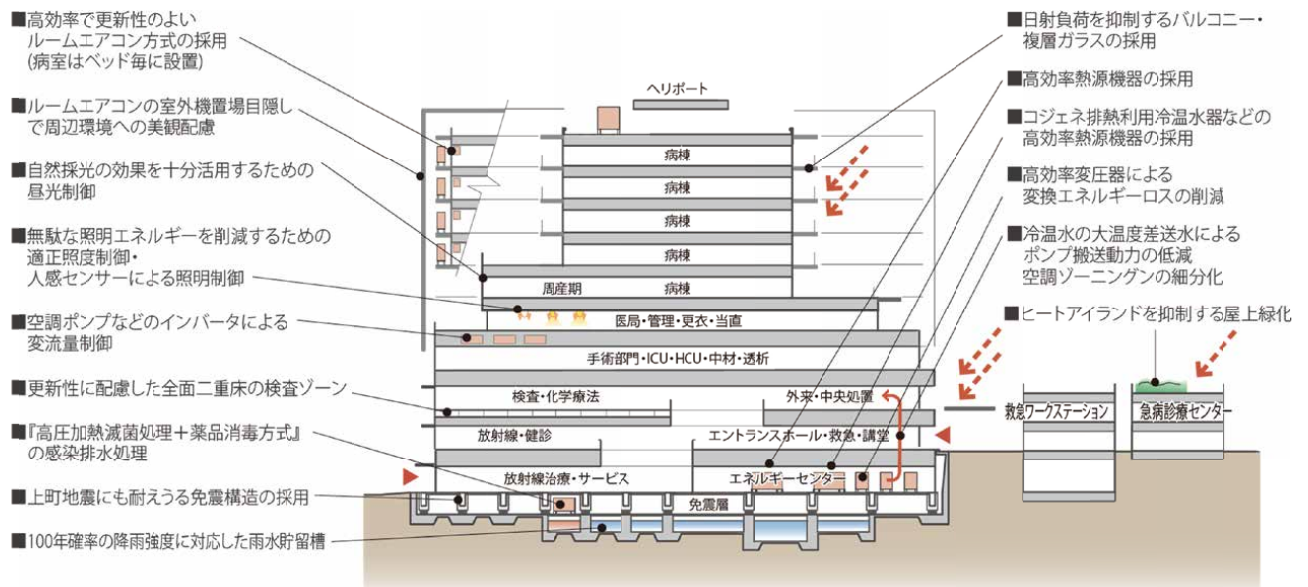 ■高効率で更新性のよい
ルームエアコン方式の採用
(病室はベッド毎に設置)
■ルームエアコンの室外機置場目隠し
で周辺環境への美観配慮
■自然採光の効果を十分活用するための
昼光制御
■無駄な照明エネルギーを削減するための
適正照度制御・
人感センサーによる照明制御
■空調ポンプなどのインバータによる
変流量制御
■更新性に配慮した全面二重床の検査ゾーン
■『高圧加熱滅菌処理＋薬品消毒方式』
の感染排水処理
■上町地震にも耐えうる免震構造の採用
■100年確率の降雨強度に対応した雨水貯留槽
ヘリポート
病棟
病棟
病棟
病棟
周産期 病棟
医局・管理・更衣・当直
手術部門・ICU・HCU・中材・透析
検査・化学療法 外来・中央処置
放射線・健診 エントランスホール・救急・講堂
放射線治療・サービス エネルギーセンター
免震層
■日射負荷を抑制するバルコニー・
複層ガラスの採用
■高効率熱源機器の採用
■コジェネ排熱利用冷温水器などの
高効率熱源機器の採用
■高効率変圧器による
変換エネルギーロスの削減
■冷温水の大温度差送水による
ポンプ搬送動力の低減
空調ゾーニングンの細分化
■ヒートアイランドを抑制する屋上緑化
救急ワークステーション 急病診療センター